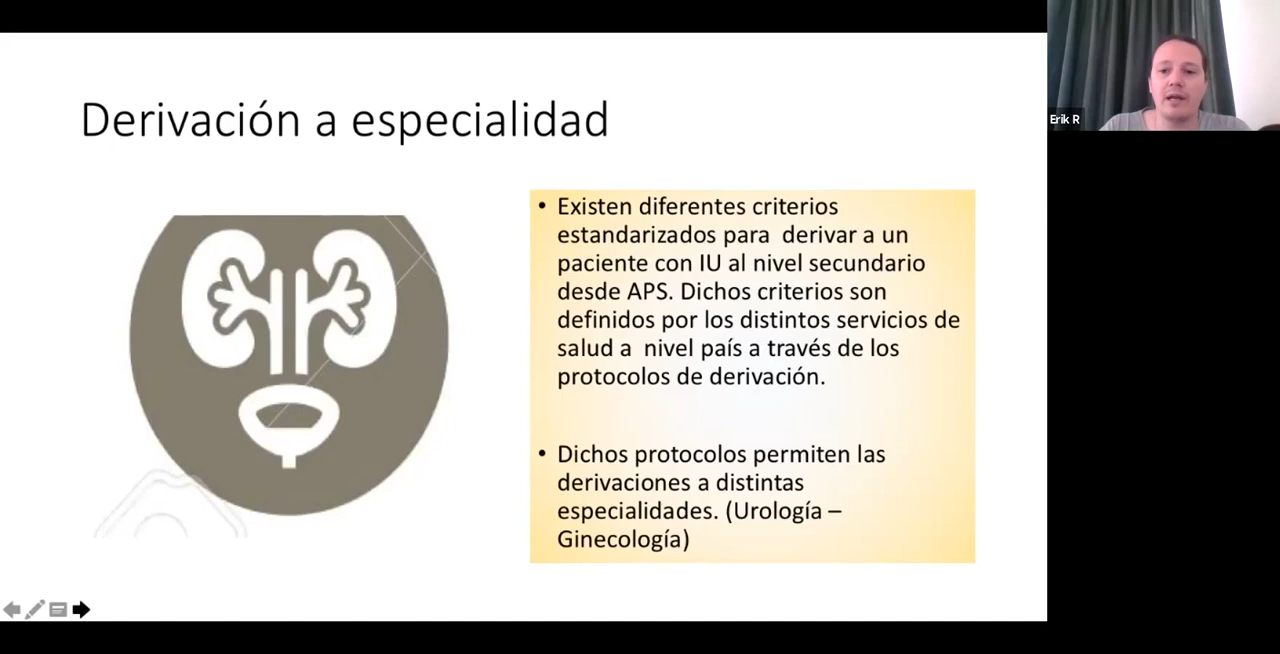 Derivación a especialidad
• Existen diferentes criterios
estandarizados para  derivar a un
paciente con IU al nivel secundario
desde APS. Dichos criterios son
definidos por los distintos servicios de
salud a  nivel país a través de los
protocolos de derivación.
• Dichos protocolos permiten las
derivaciones a distintas
especialidades. (Urología –
Ginecología)
Erik R